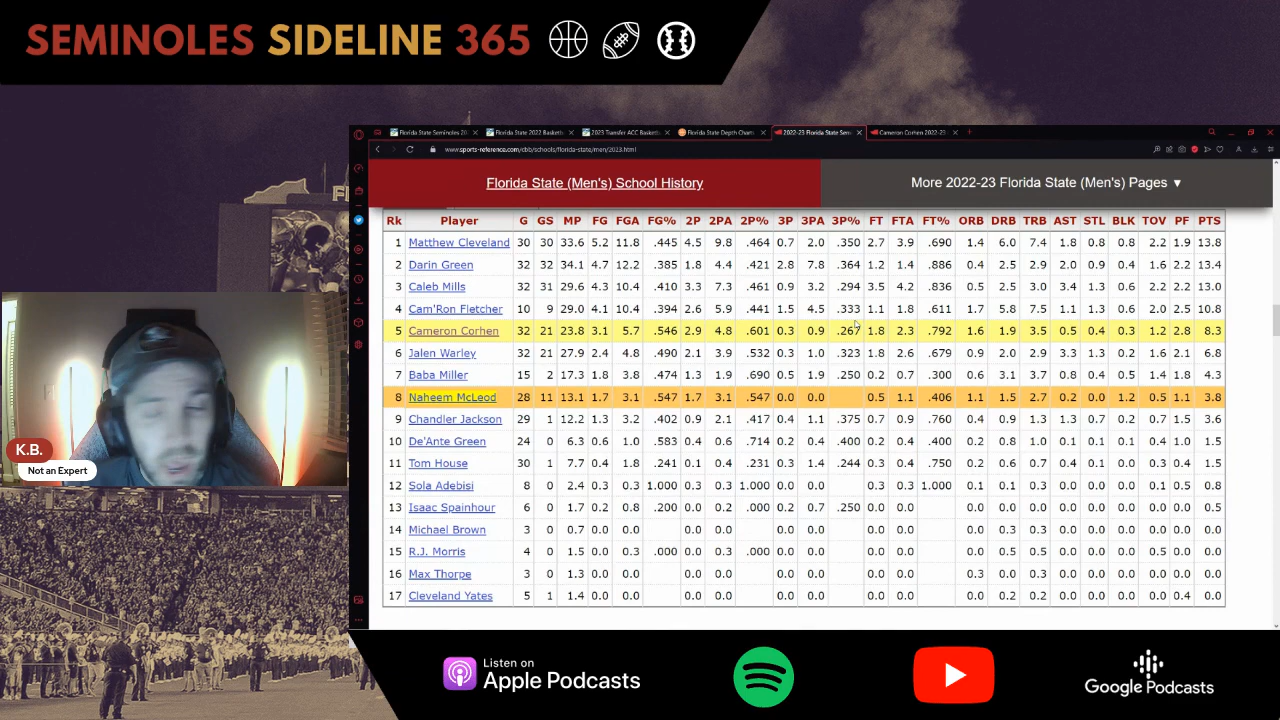 SEMINOLES SIDELINE 365
Florida State Seminoles 20
Florida State 2022 Basketb
2023 Transfer ACC Basketb
Florida State Depth Chart
2022-23 Florida State Sem
Cameron Corhen 2022-23
www.sports-reference.com/cbb/schools/florida-state/men/2023.html
Florida State (Men's) School History
More 2022-23 Florida State (Men's) Pages ▼
Rk Player G GS MP FG FGA FG% 2P 2PA 2P% 3P 3PA 3P% FT FTA FT% ORB DRB TRB AST STL BLK TOV PF PTS
1 Matthew Cleveland 30 30 33.6 5.2 11.8 .445 4.5 9.8 .464 0.7 2.0 .350 2.7 3.9 .690 1.4 6.0 7.4 1.8 0.8 0.8 2.2 1.9 13.8
2 Darin Green 32 32 34.1 4.7 12.2 .385 1.8 4.4 .421 2.8 7.8 .364 1.2 1.4 .886 0.4 2.5 2.9 2.0 0.9 0.4 1.6 2.2 13.4
3 Caleb Mills 32 31 29.6 4.3 10.4 .410 3.3 7.3 .461 0.9 3.2 .294 3.5 4.2 .836 0.5 2.5 3.0 3.4 1.3 0.6 2.2 2.2 13.0
4 Cam'Ron Fletcher 10 9 29.0 4.1 10.4 .394 2.6 5.9 .441 1.5 4.5 .333 1.1 1.8 .611 1.7 5.8 7.5 1.1 1.3 0.6 2.0 2.5 10.8
5 Cameron Corhen 32 21 23.8 3.1 5.7 .546 2.9 4.8 .601 0.3 0.9 .267 1.8 2.3 .792 1.6 1.9 3.5 0.5 0.4 0.3 1.2 2.8 8.3
6 Jalen Warley 32 21 27.9 2.4 4.8 .490 2.1 3.9 .532 0.3 1.0 .323 1.8 2.6 .679 0.9 2.0 2.9 3.3 1.3 0.2 1.6 2.1 6.8
7 Baba Miller 15 2 17.3 1.8 3.8 .474 1.3 1.9 .690 0.5 1.9 .250 0.2 0.7 .300 0.6 3.1 3.7 0.8 0.4 0.5 1.4 1.8 4.3
8 Naheem McLeod 28 11 13.1 1.7 3.1 .547 1.7 3.1 .547 0.0 0.0 0.5 1.1 .406 1.1 1.5 2.7 0.2 0.0 1.2 0.5 1.1 3.8
9 Chandler Jackson 29 1 12.2 1.3 3.2 .402 0.9 2.1 .417 0.4 1.1 .375 0.7 0.9 .760 0.4 0.9 1.3 1.3 0.7 0.2 0.7 1.5 3.6
10 De'Ante Green 24 0 6.3 0.6 1.0 .583 0.4 0.6 .714 0.2 0.4 .400 0.2 0.4 .400 0.2 0.8 1.0 0.1 0.1 0.1 0.4 1.0 1.5
11 Tom House 30 1 7.7 0.4 1.8 .241 0.1 0.4 .231 0.3 1.4 .244 0.3 0.4 .750 0.2 0.6 0.7 0.4 0.1 0.0 0.3 0.4 1.5
12 Sola Adebisi 8 0 2.4 0.3 0.3 1.000 0.3 0.3 1.000 0.0 0.0 0.3 0.3 1.000 0.1 0.1 0.3 0.0 0.0 0.0 0.1 0.5 0.8
13 Isaac Spainhour 6 0 1.7 0.2 0.8 .200 0.0 0.2 .000 0.2 0.7 .250 0.0 0.0 0.0 0.0 0.0 0.0 0.0 0.0 0.0 0.0 0.5
14 Michael Brown 3 0 0.7 0.0 0.0 0.0 0.0 0.0 0.0 0.0 0.0 0.0 0.3 0.3 0.0 0.0 0.0 0.0 0.0 0.0
15 R.J. Morris 4 0 1.5 0.0 0.3 .000 0.0 0.3 .000 0.0 0.0 0.0 0.0 0.0 0.5 0.5 0.0 0.0 0.0 0.5 0.0 0.0
16 Max Thorpe 3 0 1.3 0.0 0.0 0.0 0.0 0.0 0.0 0.0 0.0 0.3 0.0 0.3 0.0 0.0 0.0 0.0 0.0 0.0
17 Cleveland Yates 5 1 1.4 0.0 0.0 0.0 0.0 0.0 0.0 0.0 0.0 0.0 0.2 0.2 0.0 0.0 0.0 0.0 0.4 0.0
K.B.
Not an Expert
Listen on
Apple Podcasts
Google Podcasts